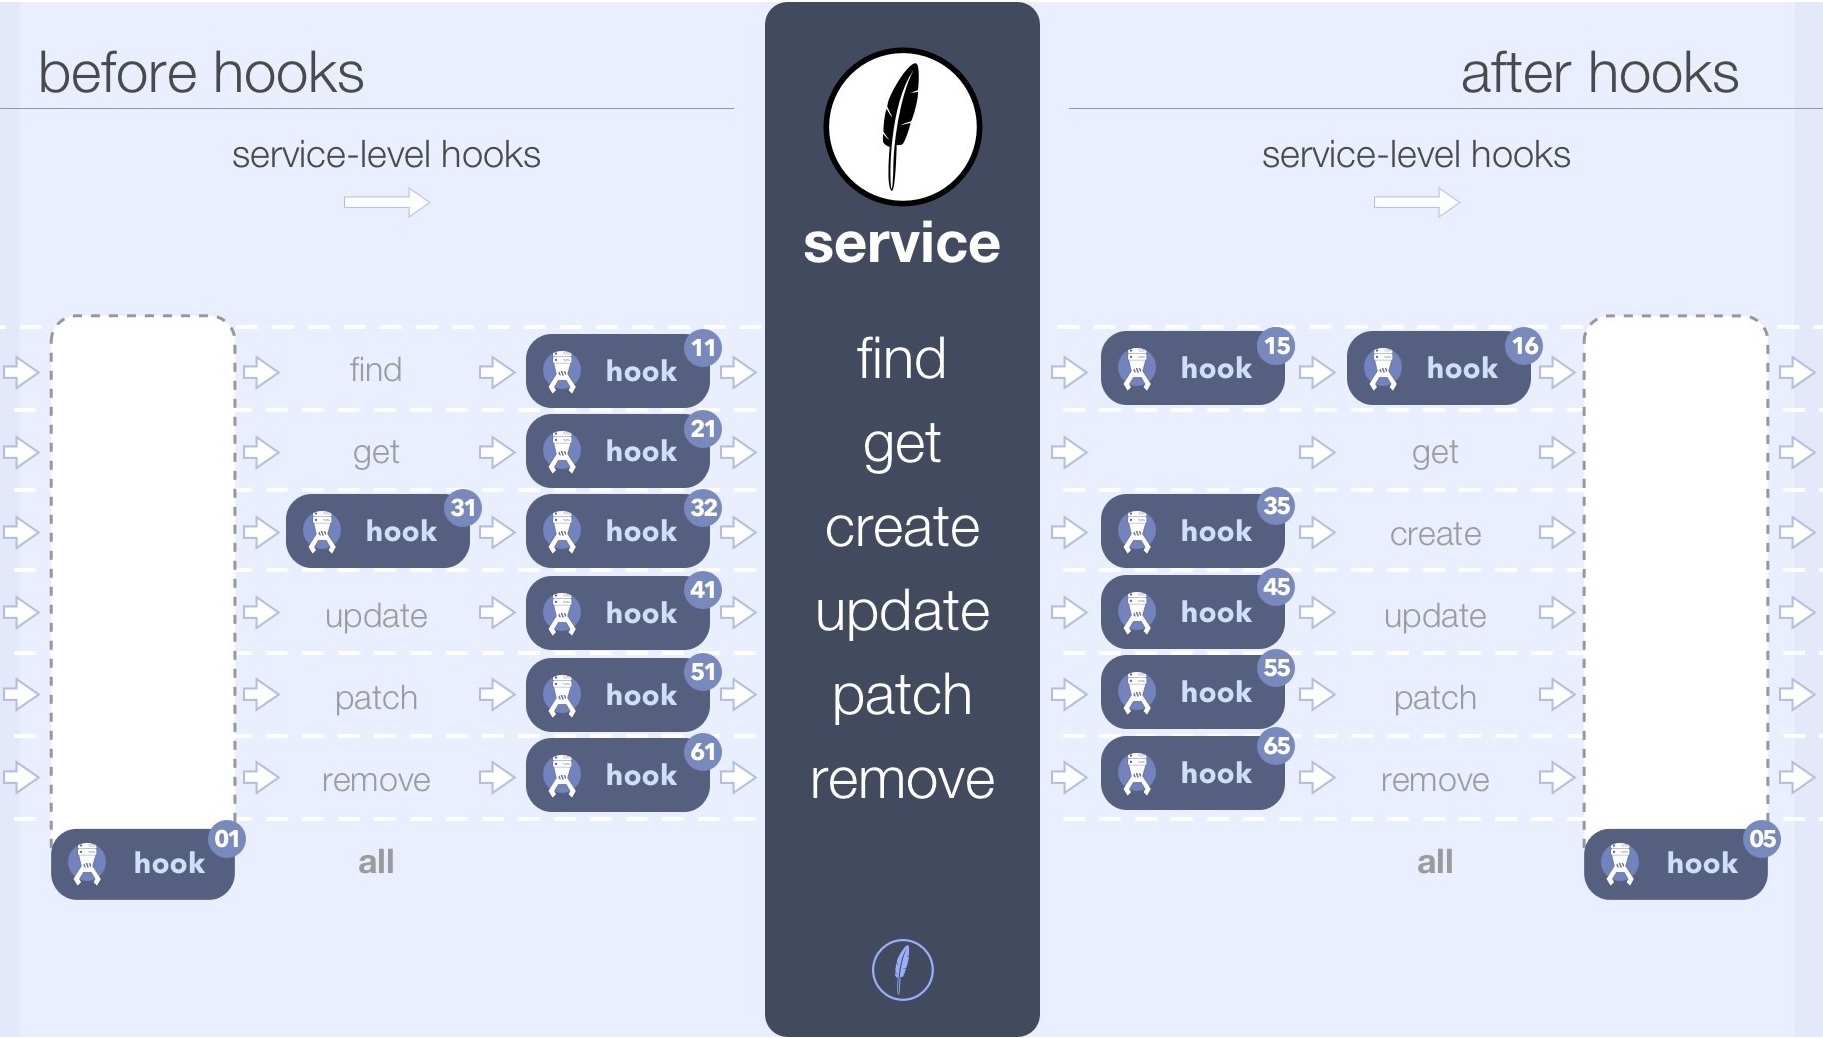 before hooks
service-level hooks
after hooks
service-level hooks
service
find
hook 11
find
hook 15
hook 16
get
hook 21
get
get
hook 31
hook 32
create
hook 35
create
update
hook 41
update
hook 45
update
patch
hook 51
patch
hook 55
patch
remove
hook 61
remove
hook 65
remove
hook 01
all
all
hook 05